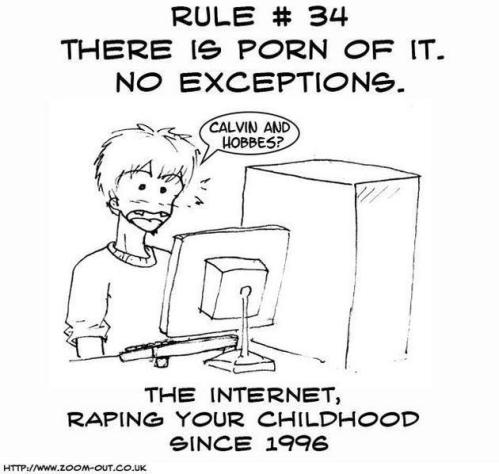 RULE # 34
THERE IS PORN OF IT.
NO EXCEPTIONS.
CALVIN AND
HOBBES?
THE INTERNET,
RAPING YOUR CHILDHOOD
SINCE 1996
HTTP://WWW.ZOOM-OUT.CO.UK